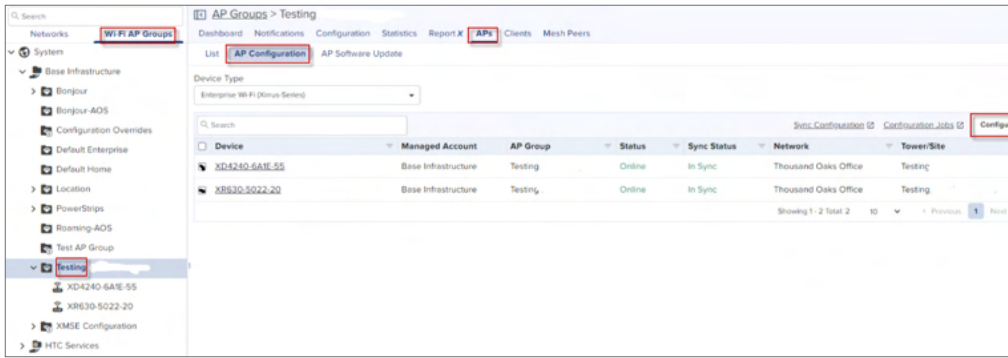 Search
Networks Wi-Fi AP Groups
System
Base Infrastructure
Bonjour
Bonjour-AOS
Configuration Overrides
Default Enterprise
Default Home
Location
PowerStrips
Roaming-AOS
Test AP Group
Testing
XD4240-6A1E-55
XR630-5022-20
XMSE Configuration
HTC Services
AP Groups > Testing
Dashboard Notifications Configuration Statistics Report X APs Clients Mesh Peers
List AP Configuration AP Software Update
Device Type
Enterprise Wi-Fi (Xirrus-Series)
Search
Sync Configuration Configuration Jobs Configu
Device Managed Account AP Group Status Sync Status Network Tower/Site
XD4240-6A1E-55 Base Infrastructure Testing Online In Sync Thousand Oaks Office Testing
XR630-5022-20 Base Infrastructure Testing Online In Sync Thousand Oaks Office Testing
Showing 1 - 2 Total: 2 10 < Previous 1 Next